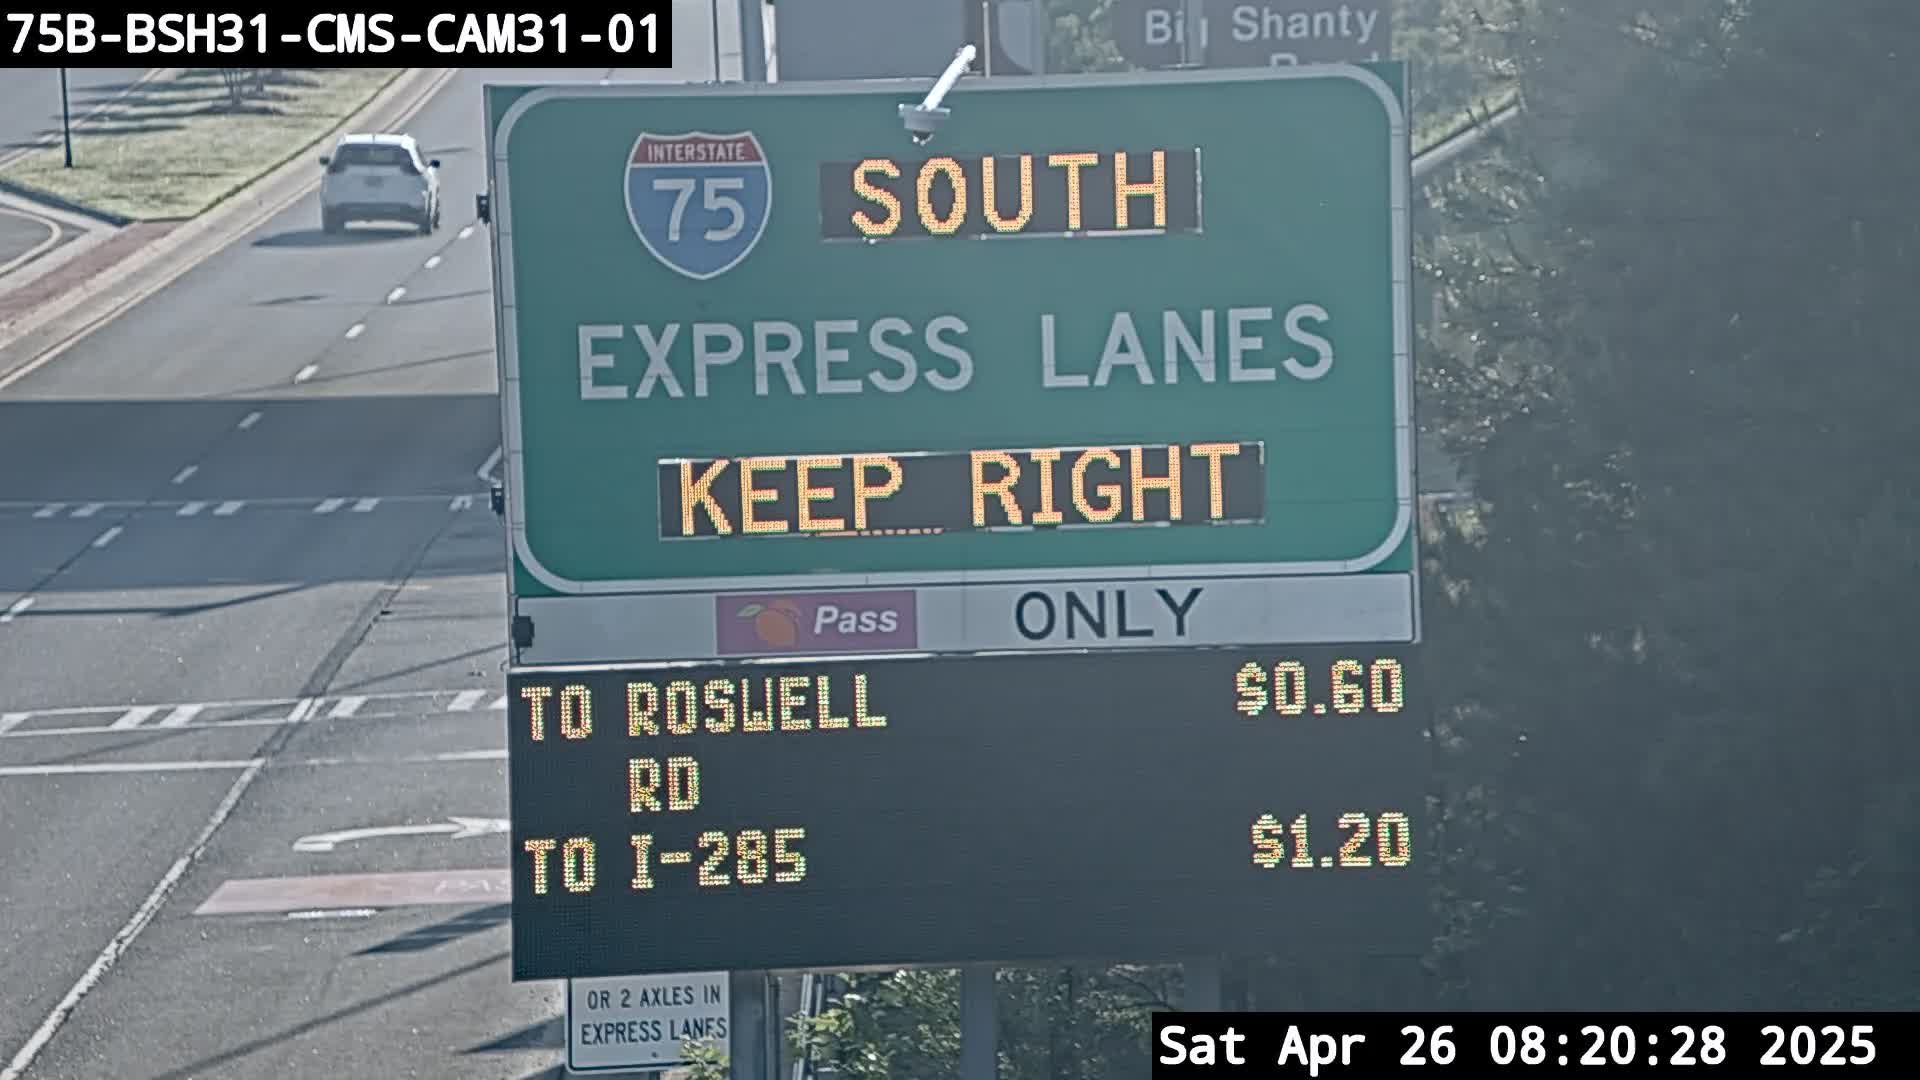 75B-BSH31-CMS-CAM31-01
Big Shanty
INTERSTATE
75
SOUTH
EXPRESS LANES
KEEP RIGHT
Pass ONLY
TO ROSWELL $0.60
RD
TO I-285 $1.20
OR 2 AXLES IN
EXPRESS LANES
Sat Apr 26 08:20:28 2025